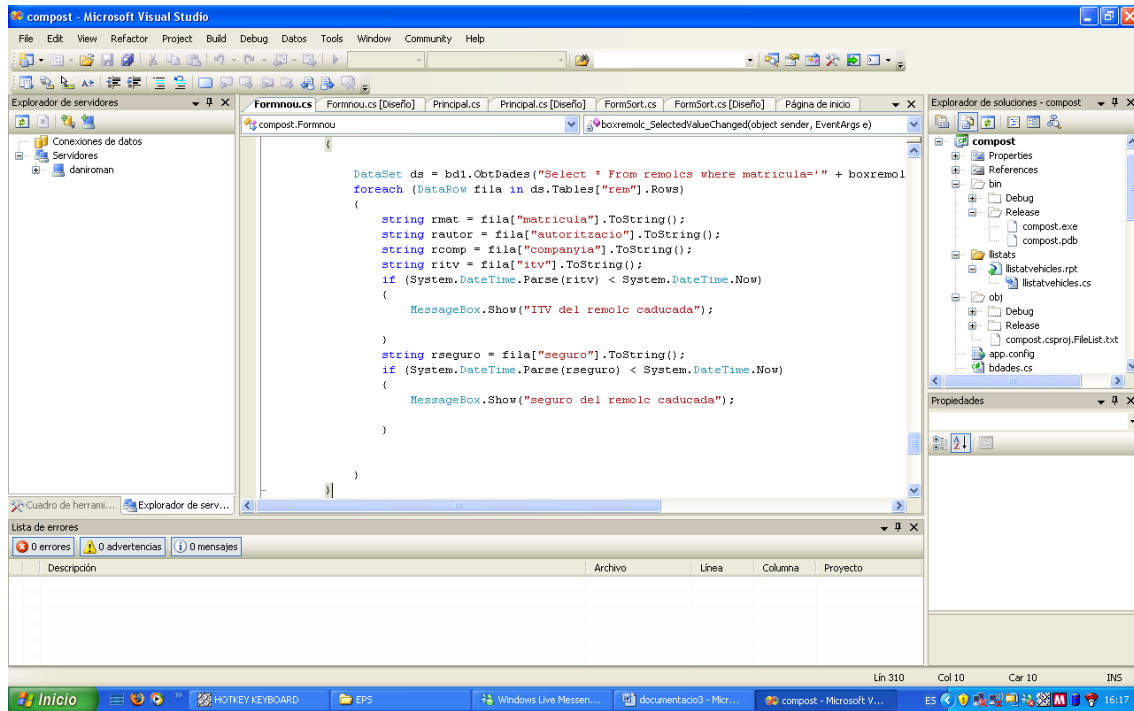 compost - Microsoft Visual Studio
File Edit View Refactor Project Build Debug Datos Tools Window Community Help
Explorador de servidores
Conexiones de datos
Servidores
daniroman
Cuadro de herrami...
Explorador de serv...
Formnou.cs Formnou.cs [Diseño] Principal.cs Principal.cs [Diseño] FormSort.cs FormSort.cs [Diseño] Página de inicio
compost.Formnou
boxremolc_SelectedValueChanged(object sender, EventArgs e)
{
DataSet ds = bd1.ObtDades("Select * From remolcs where matricula='" + boxremol
foreach (DataRow fila in ds.Tables["rem"].Rows)
{
string rmat = fila["matricula"].ToString();
string rautor = fila["autoritzacio"].ToString();
string rcomp = fila["companyia"].ToString();
string ritv = fila["itv"].ToString();
if (System.DateTime.Parse(ritv) < System.DateTime.Now)
{
MessageBox.Show("ITV del remolc caducada");
}
string rseguro = fila["seguro"].ToString();
if (System.DateTime.Parse(rseguro) < System.DateTime.Now)
{
MessageBox.Show("seguro del remolc caducada");
}
}
}
Explorador de soluciones - compost
compost
Properties
References
bin
Debug
Release
compost.exe
compost.pdb
llistats
llistatvehicles.rpt
llistatvehicles.cs
obj
Debug
Release
compost.csproj.FileList.txt
app.config
bdades.cs
Propiedades
Lista de errores
0 errores 0 advertencias 0 mensajes
Descripción Archivo Línea Columna Proyecto
Lín 310 Col 10 Car 10 INS
Inicio
HOTKEY KEYBOARD
EPS
Windows Live Messen...
documentacio3 - Micr...
compost - Microsoft V...
ES
16:17